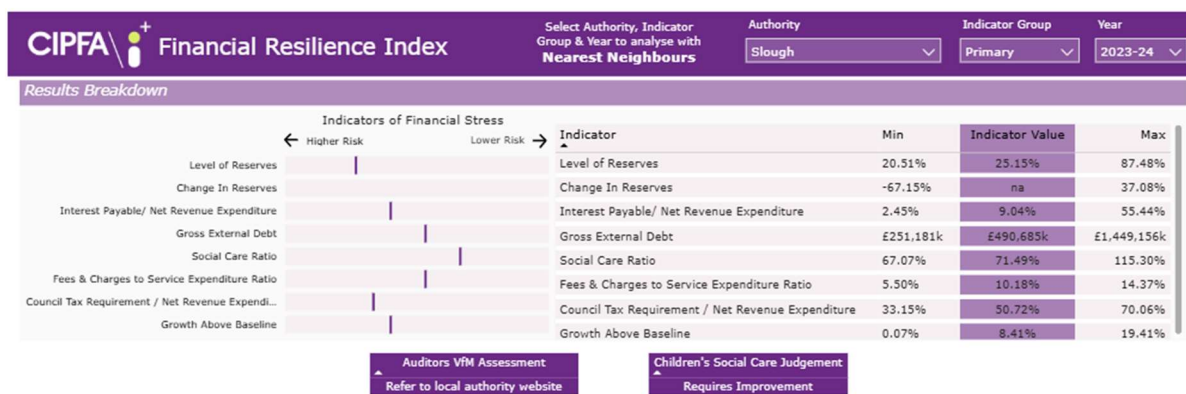 CIPFA\ i+ Financial Resilience Index
Select Authority, Indicator
Group & Year to analyse with
Nearest Neighbours
Authority
Slough
Indicator Group
Primary
Year
2023-24
Results Breakdown
Indicators of Financial Stress
← Higher Risk Lower Risk →
Level of Reserves
Change In Reserves
Interest Payable/ Net Revenue Expenditure
Gross External Debt
Social Care Ratio
Fees & Charges to Service Expenditure Ratio
Council Tax Requirement / Net Revenue Expendi...
Growth Above Baseline
Indicator Min Indicator Value Max
Level of Reserves 20.51% 25.15% 87.48%
Change In Reserves -67.15% na 37.08%
Interest Payable/ Net Revenue Expenditure 2.45% 9.04% 55.44%
Gross External Debt £251,181k £490,685k £1,449,156k
Social Care Ratio 67.07% 71.49% 115.30%
Fees & Charges to Service Expenditure Ratio 5.50% 10.18% 14.37%
Council Tax Requirement / Net Revenue Expenditure 33.15% 50.72% 70.06%
Growth Above Baseline 0.07% 8.41% 19.41%
Auditors VfM Assessment
Refer to local authority website
Children's Social Care Judgement
Requires Improvement